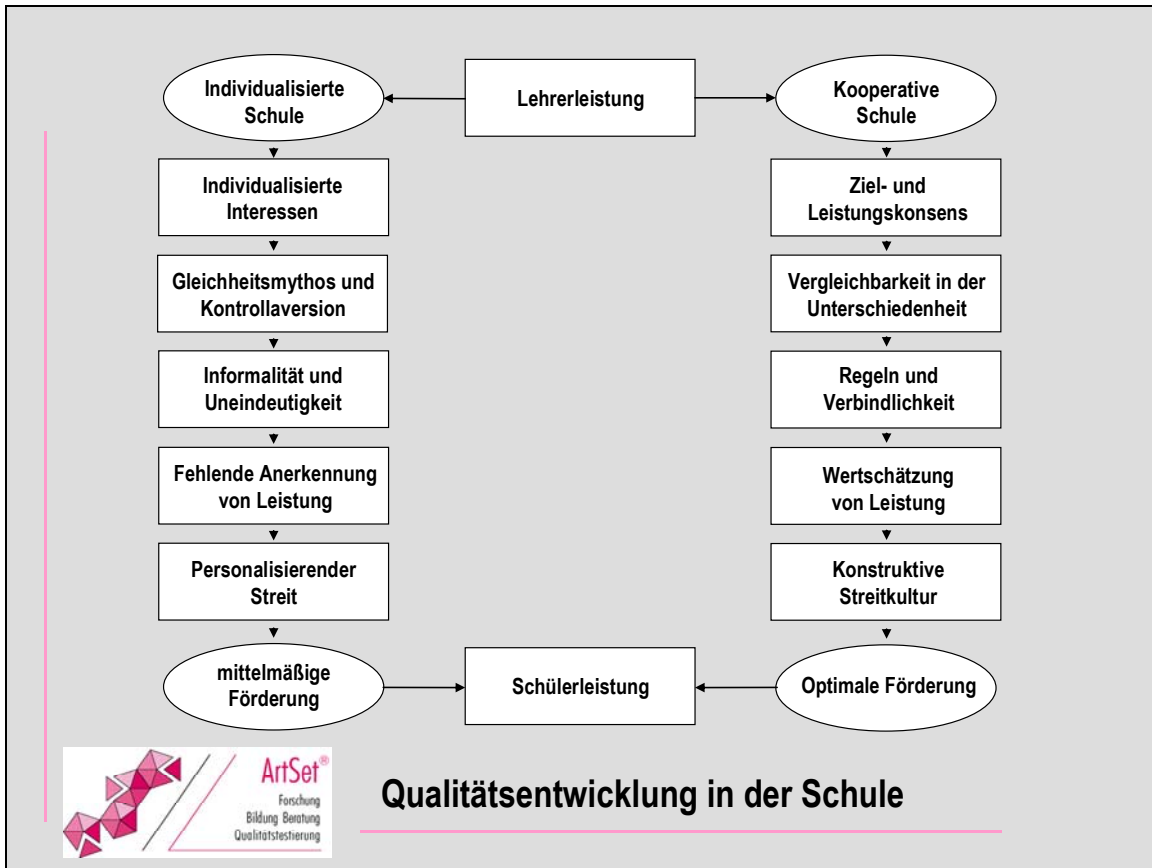 Individualisierte
Schule
Lehrerleistung
Kooperative
Schule
Individualisierte
Interessen
Ziel- und
Leistungskonsens
Gleichheitsmythos und
Kontrollaversion
Vergleichbarkeit in der
Unterschiedenheit
Informalität und
Uneindeutigkeit
Regeln und
Verbindlichkeit
Fehlende Anerkennung
von Leistung
Wertschätzung
von Leistung
Personalisierender
Streit
Konstruktive
Streitkultur
mittelmäßige
Förderung
Schülerleistung
Optimale Förderung
ArtSet®
Forschung
Bildung Beratung
Qualitätstestierung
Qualitätsentwicklung in der Schule